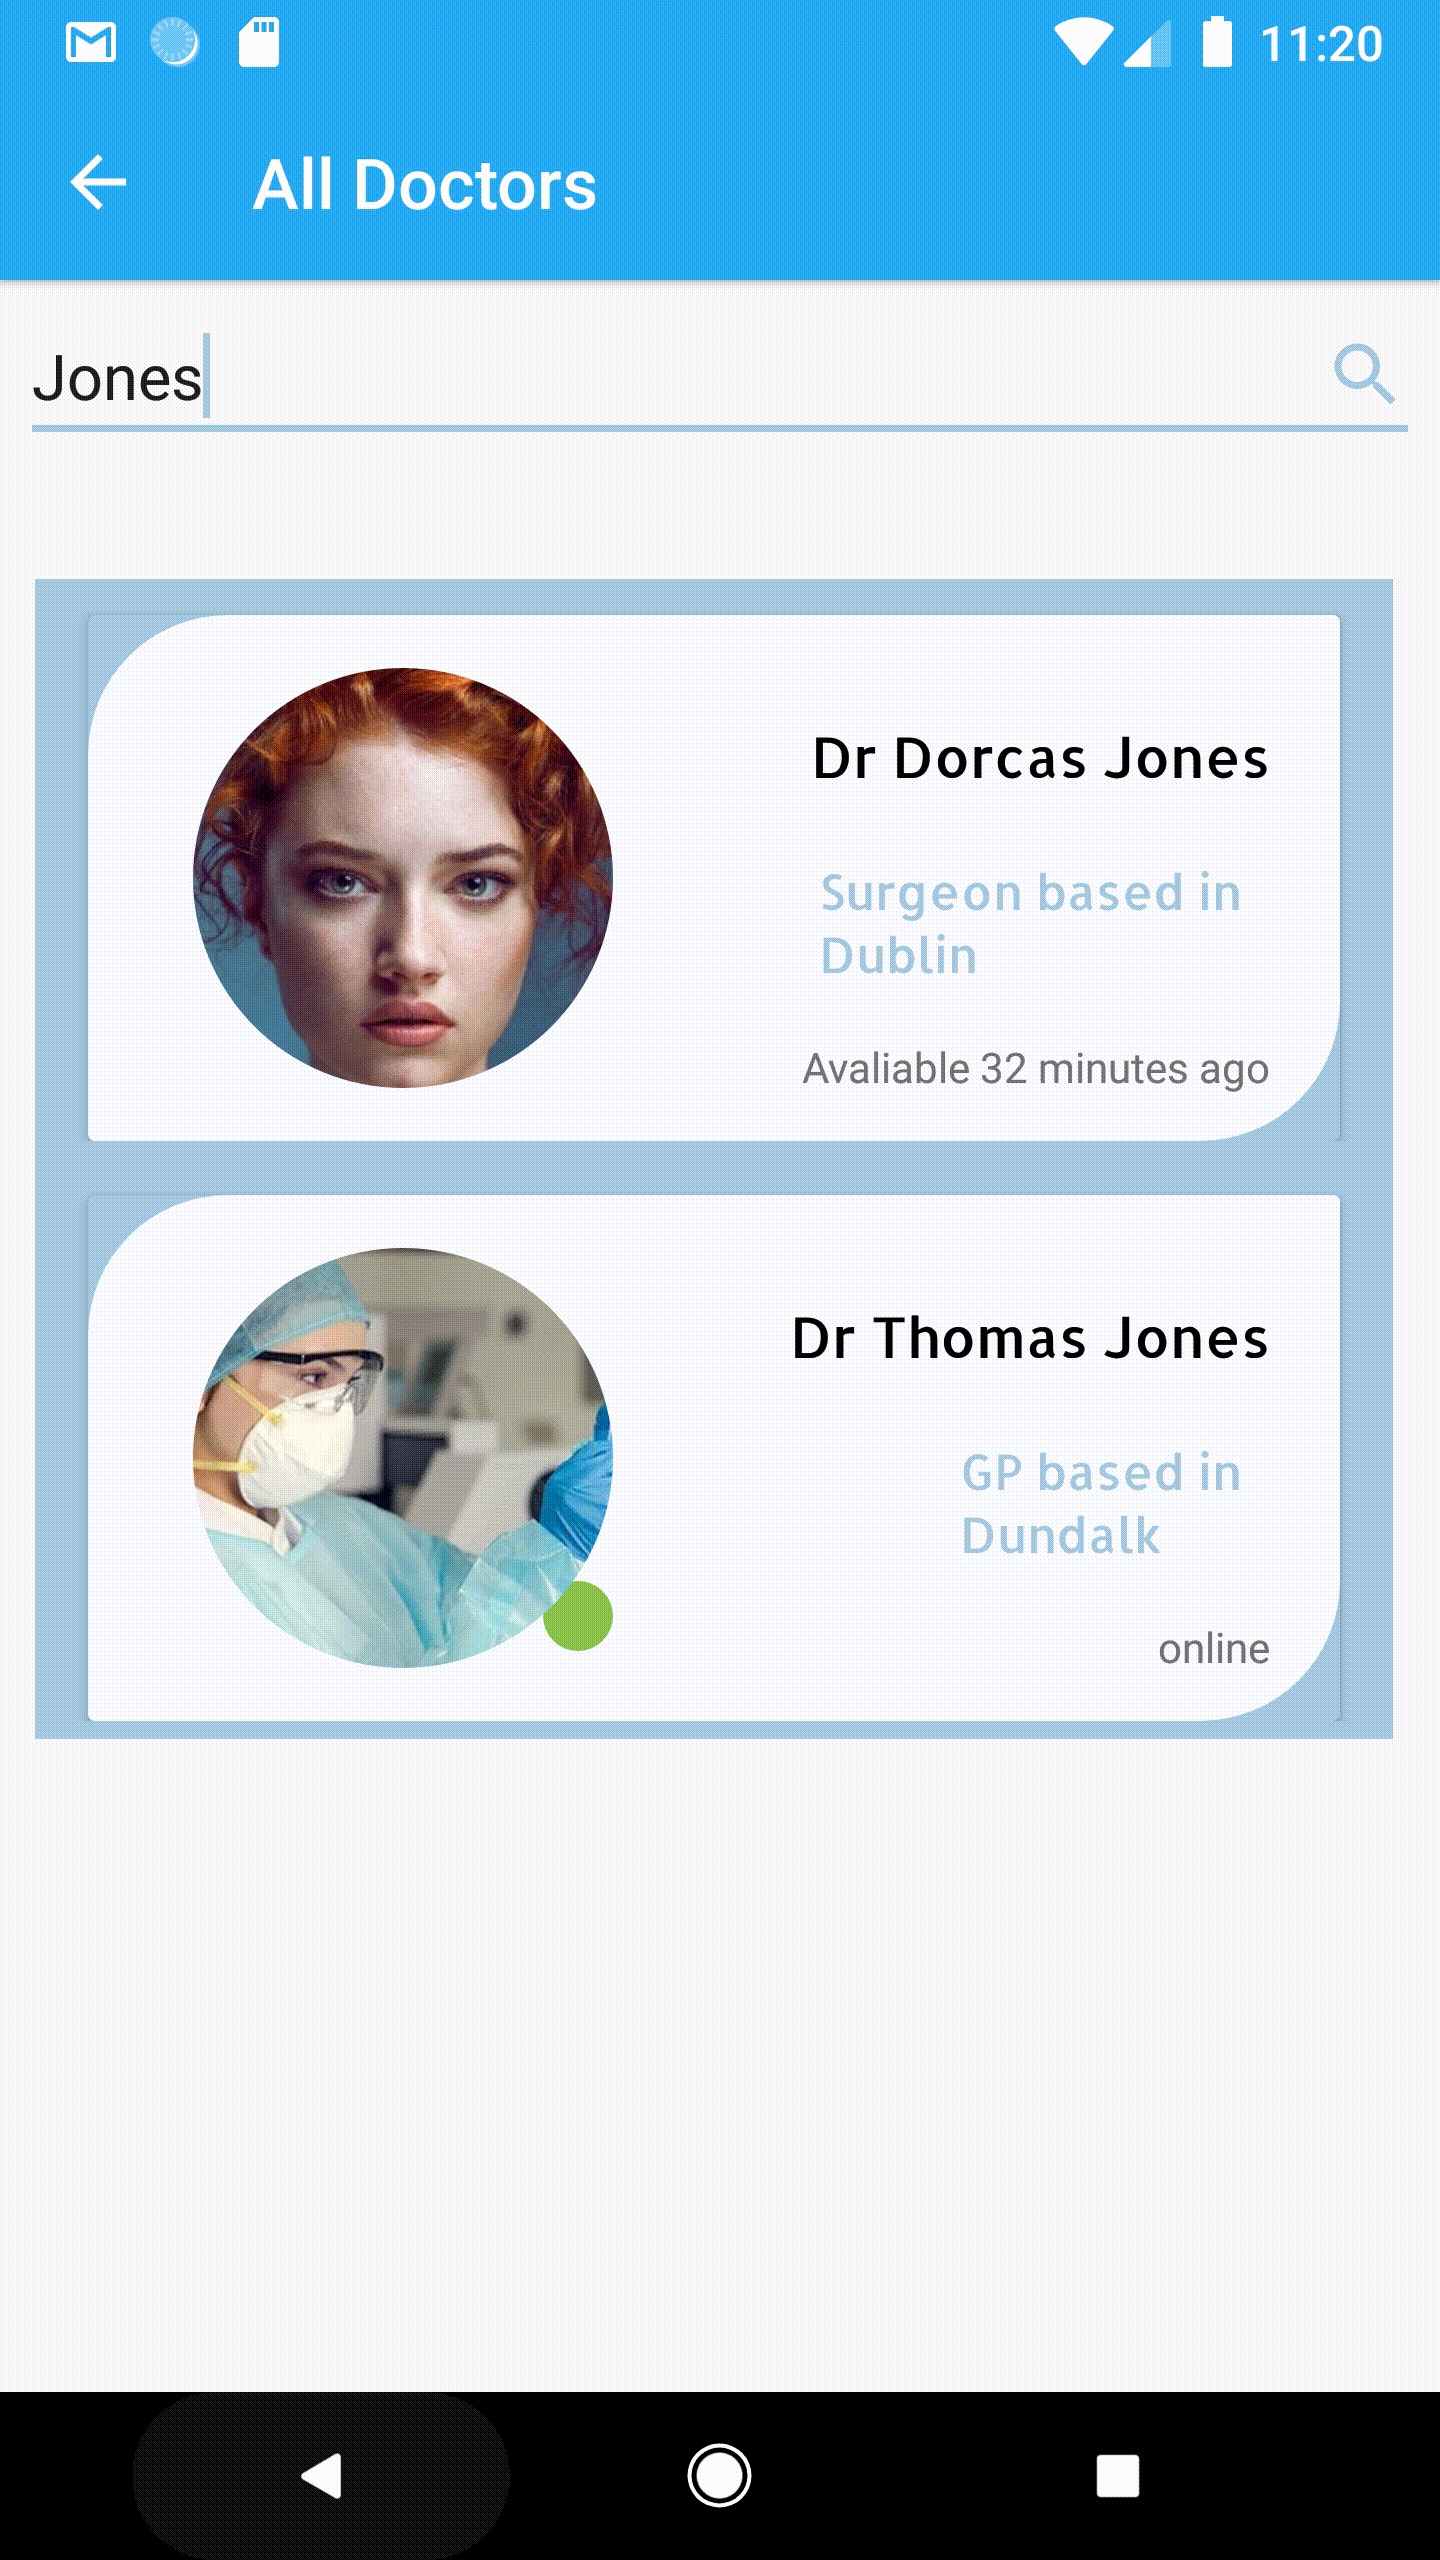 11:20
All Doctors
Jones
Dr Dorcas Jones
Surgeon based in
Dublin
Avaliable 32 minutes ago
Dr Thomas Jones
GP based in
Dundalk
online